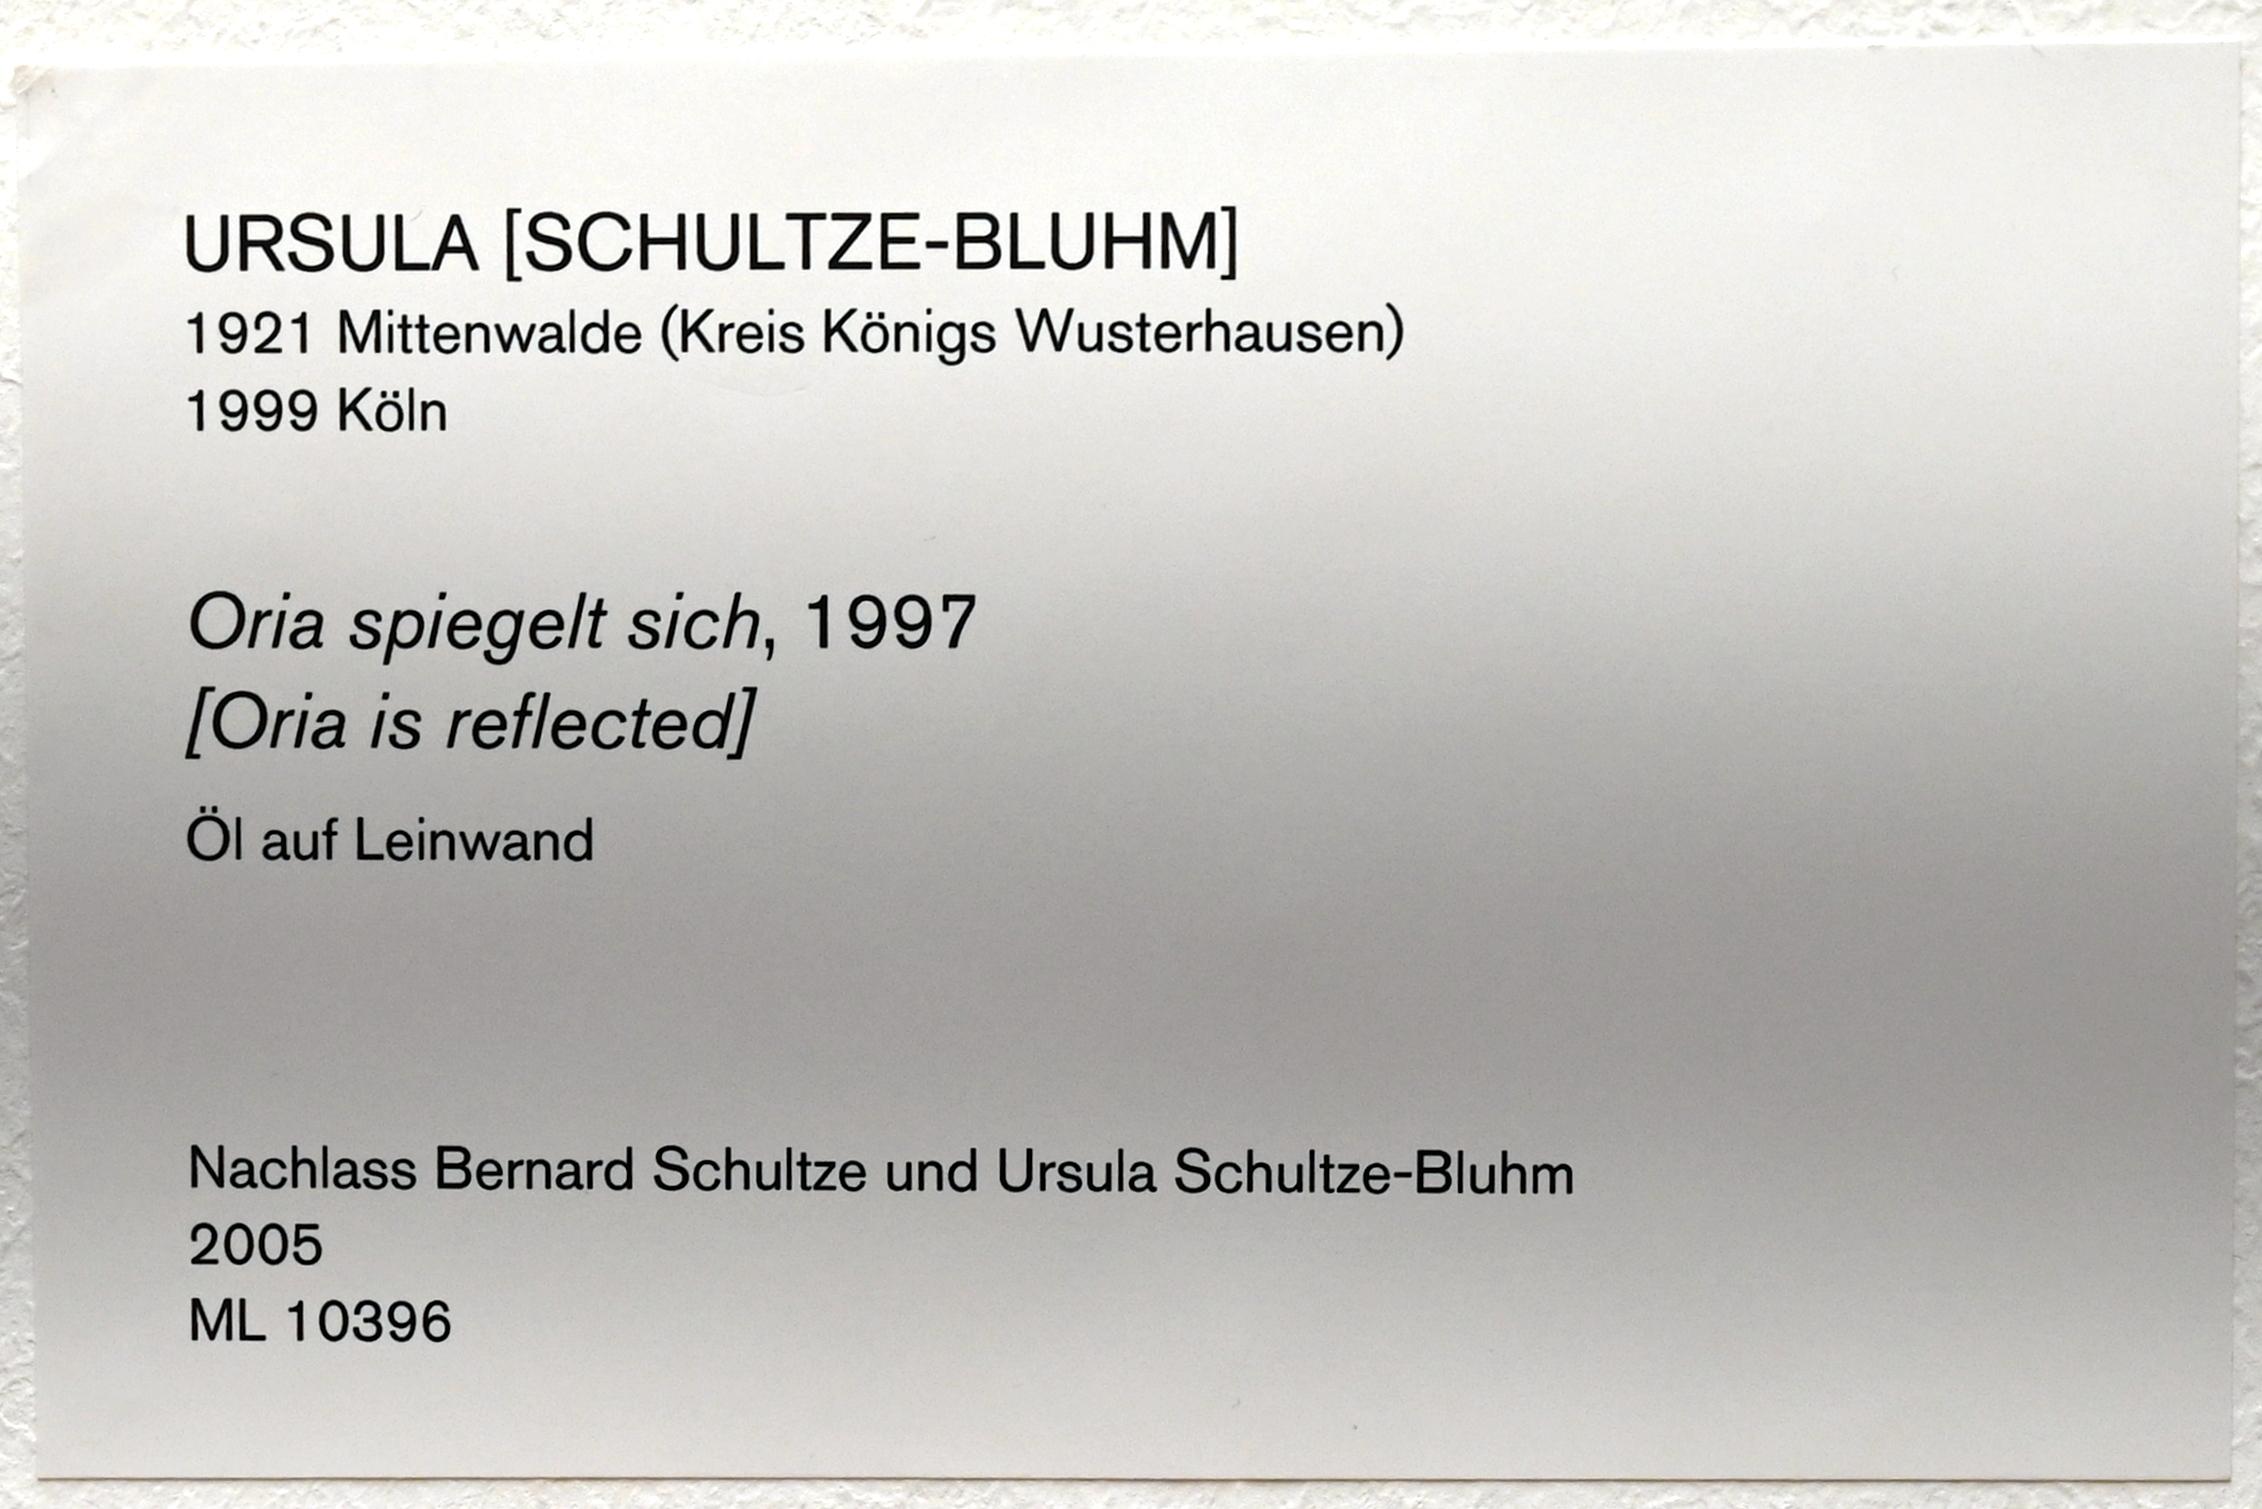 URSULA [SCHULTZE-BLUHM]
1921 Mittenwalde (Kreis Königs Wusterhausen)
1999 Köln
Oria spiegelt sich, 1997
[Oria is reflected]
Öl auf Leinwand
Nachlass Bernard Schultze und Ursula Schultze-Bluhm
2005
ML 10396